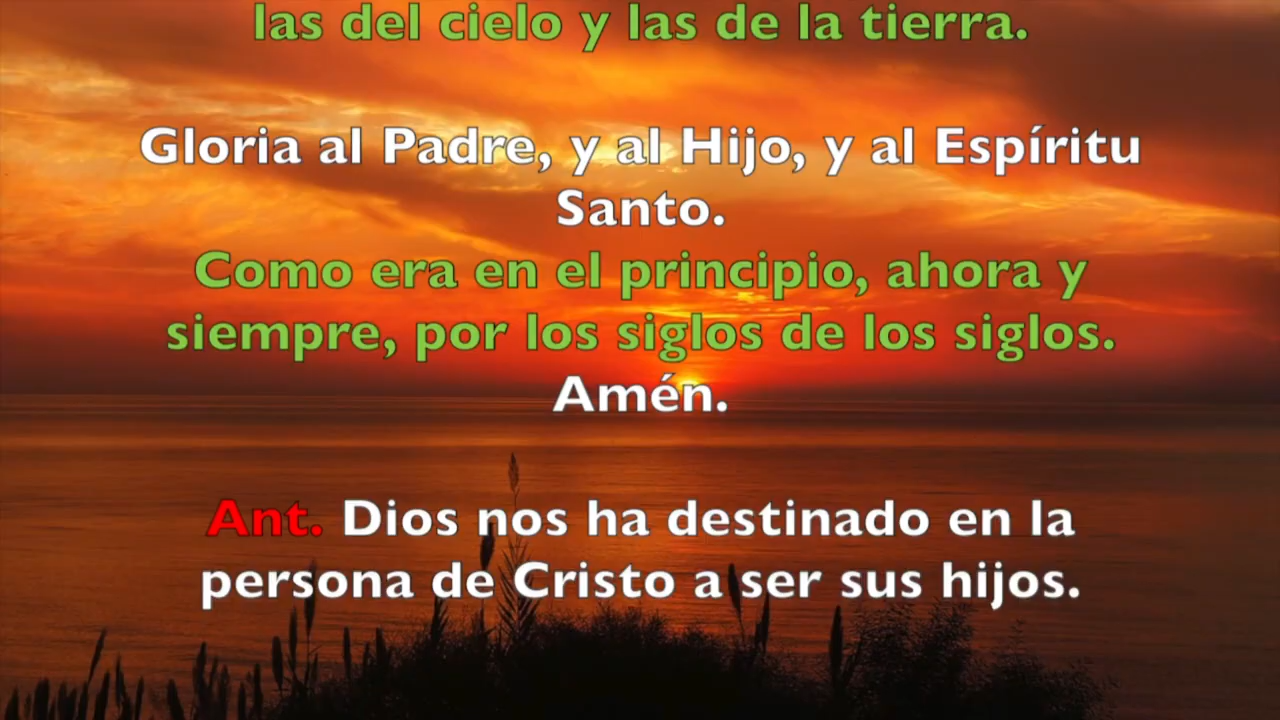 las del cielo y las de la tierra.
Gloria al Padre, y al Hijo, y al Espíritu
Santo.
Como era en el principio, ahora y
siempre, por los siglos de los siglos.
Amén.
Ant. Dios nos ha destinado en la
persona de Cristo a ser sus hijos.